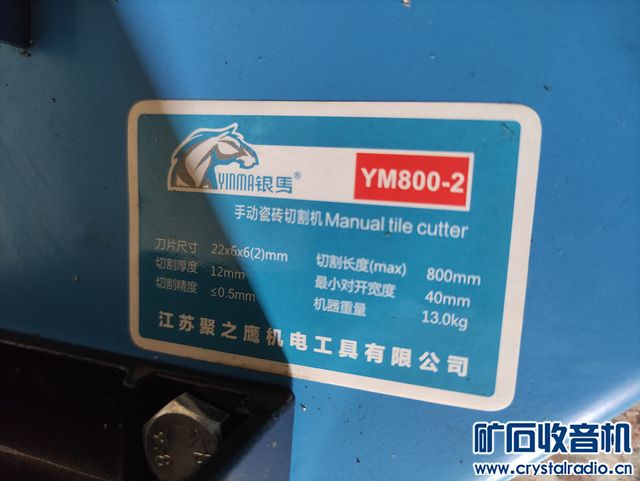 YINMA银马®
YM800-2
手动瓷砖切割机 Manual tile cutter
刀片尺寸 22x6x6(2)mm
切割厚度 12mm
切割精度 ≤0.5mm
切割长度(max) 800mm
最小对开宽度 40mm
机器重量 13.0kg
江苏聚之鹰机电工具有限公司
8.8
矿石收音机
www.crystalradio.cn